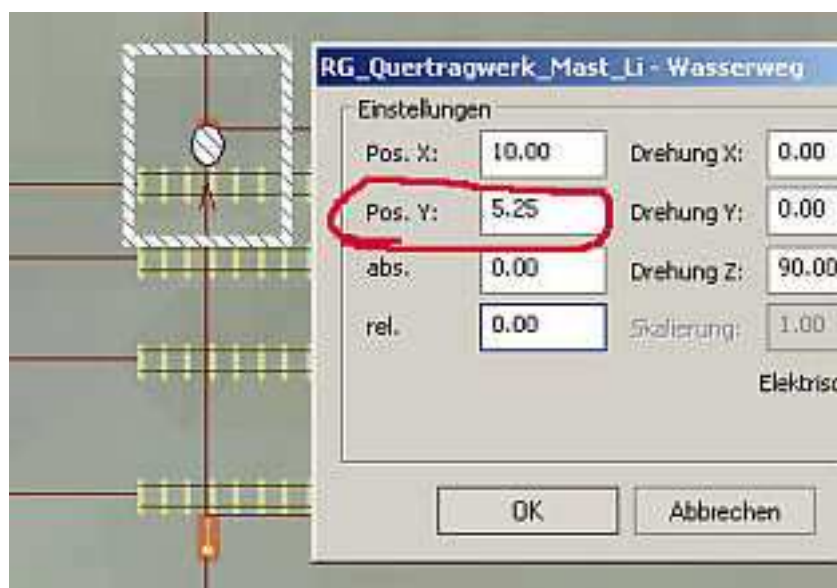 RG_Quertragwerk_Mast_Li - Wasserweg
Einstellungen
Pos. X: 10.00 Drehung X: 0.00
Pos. Y: 5.25 Drehung Y: 0.00
abs. 0.00 Drehung Z: 90.00
rel. 0.00 Skalierung: 1.00
Elektrisc
OK Abbrechen